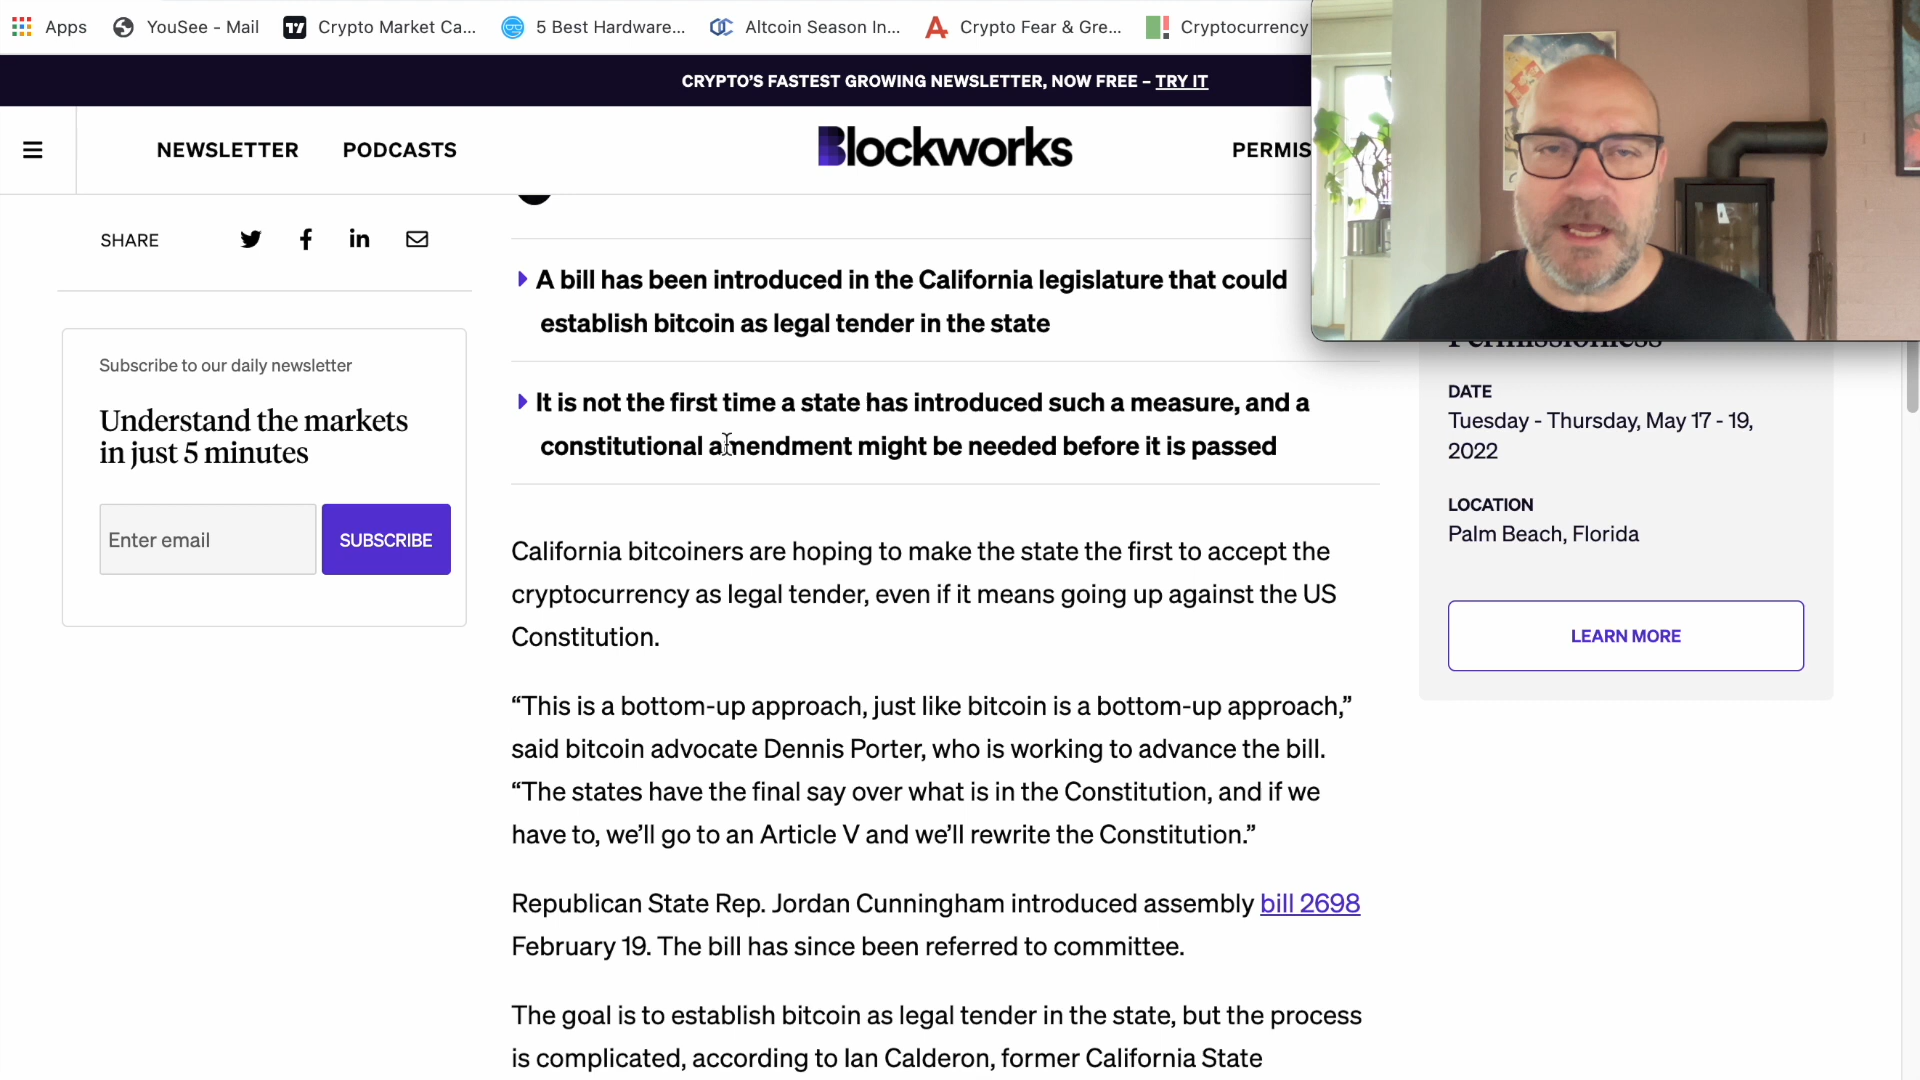 Apps
YouSee - Mail
Crypto Market Ca...
5 Best Hardware...
Altcoin Season In...
Crypto Fear & Gre...
Cryptocurrency
CRYPTO'S FASTEST GROWING NEWSLETTER, NOW FREE – TRY IT
NEWSLETTER
PODCASTS
Blockworks
PERMIS
SHARE
Subscribe to our daily newsletter
Understand the markets
in just 5 minutes
Enter email
SUBSCRIBE
A bill has been introduced in the California legislature that could
establish bitcoin as legal tender in the state
It is not the first time a state has introduced such a measure, and a
constitutional amendment might be needed before it is passed
California bitcoiners are hoping to make the state the first to accept the
cryptocurrency as legal tender, even if it means going up against the US
Constitution.
“This is a bottom-up approach, just like bitcoin is a bottom-up approach,”
said bitcoin advocate Dennis Porter, who is working to advance the bill.
“The states have the final say over what is in the Constitution, and if we
have to, we’ll go to an Article V and we’ll rewrite the Constitution.”
Republican State Rep. Jordan Cunningham introduced assembly bill 2698
February 19. The bill has since been referred to committee.
The goal is to establish bitcoin as legal tender in the state, but the process
is complicated, according to Ian Calderon, former California State
Permissionless
DATE
Tuesday - Thursday, May 17 - 19,
2022
LOCATION
Palm Beach, Florida
LEARN MORE